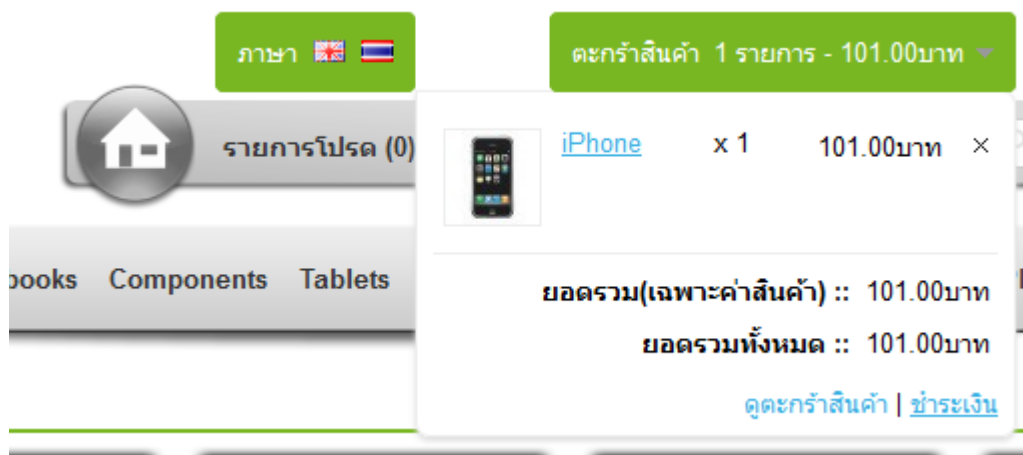 ภาษา
ตะกร้าสินค้า 1 รายการ - 101.00บาท
รายการโปรด (0)
iPhone x 1 101.00บาท ×
Components Tablets
ยอดรวม(เฉพาะค่าสินค้า) :: 101.00บาท
ยอดรวมทั้งหมด :: 101.00บาท
ดูตะกร้าสินค้า | ชำระเงิน